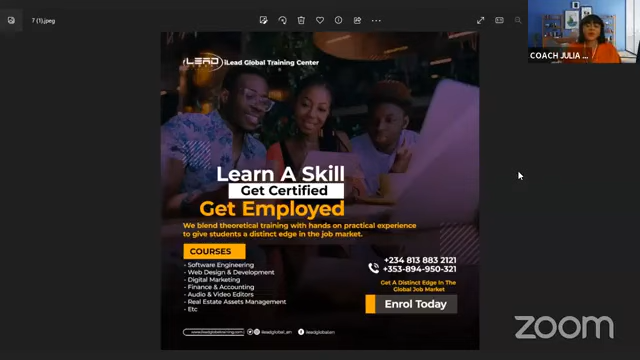 7 (1).jpeg
COACH JULIA ...
iLEAD
iLead Global Training Center
Learn A Skill
Get Certified
Get Employed
We blend theoretical training with hands on practical experience
to give students a distinct edge in the job market.
COURSES
- Software Engineering
- Web Design & Development
- Digital Marketing
- Finance & Accounting
- Audio & Video Editors
- Real Estate Assets Management
- Etc
+234 813 883 2121
+353-894-950-321
Get A Distinct Edge In The
Global Job Market
Enrol Today
zoom